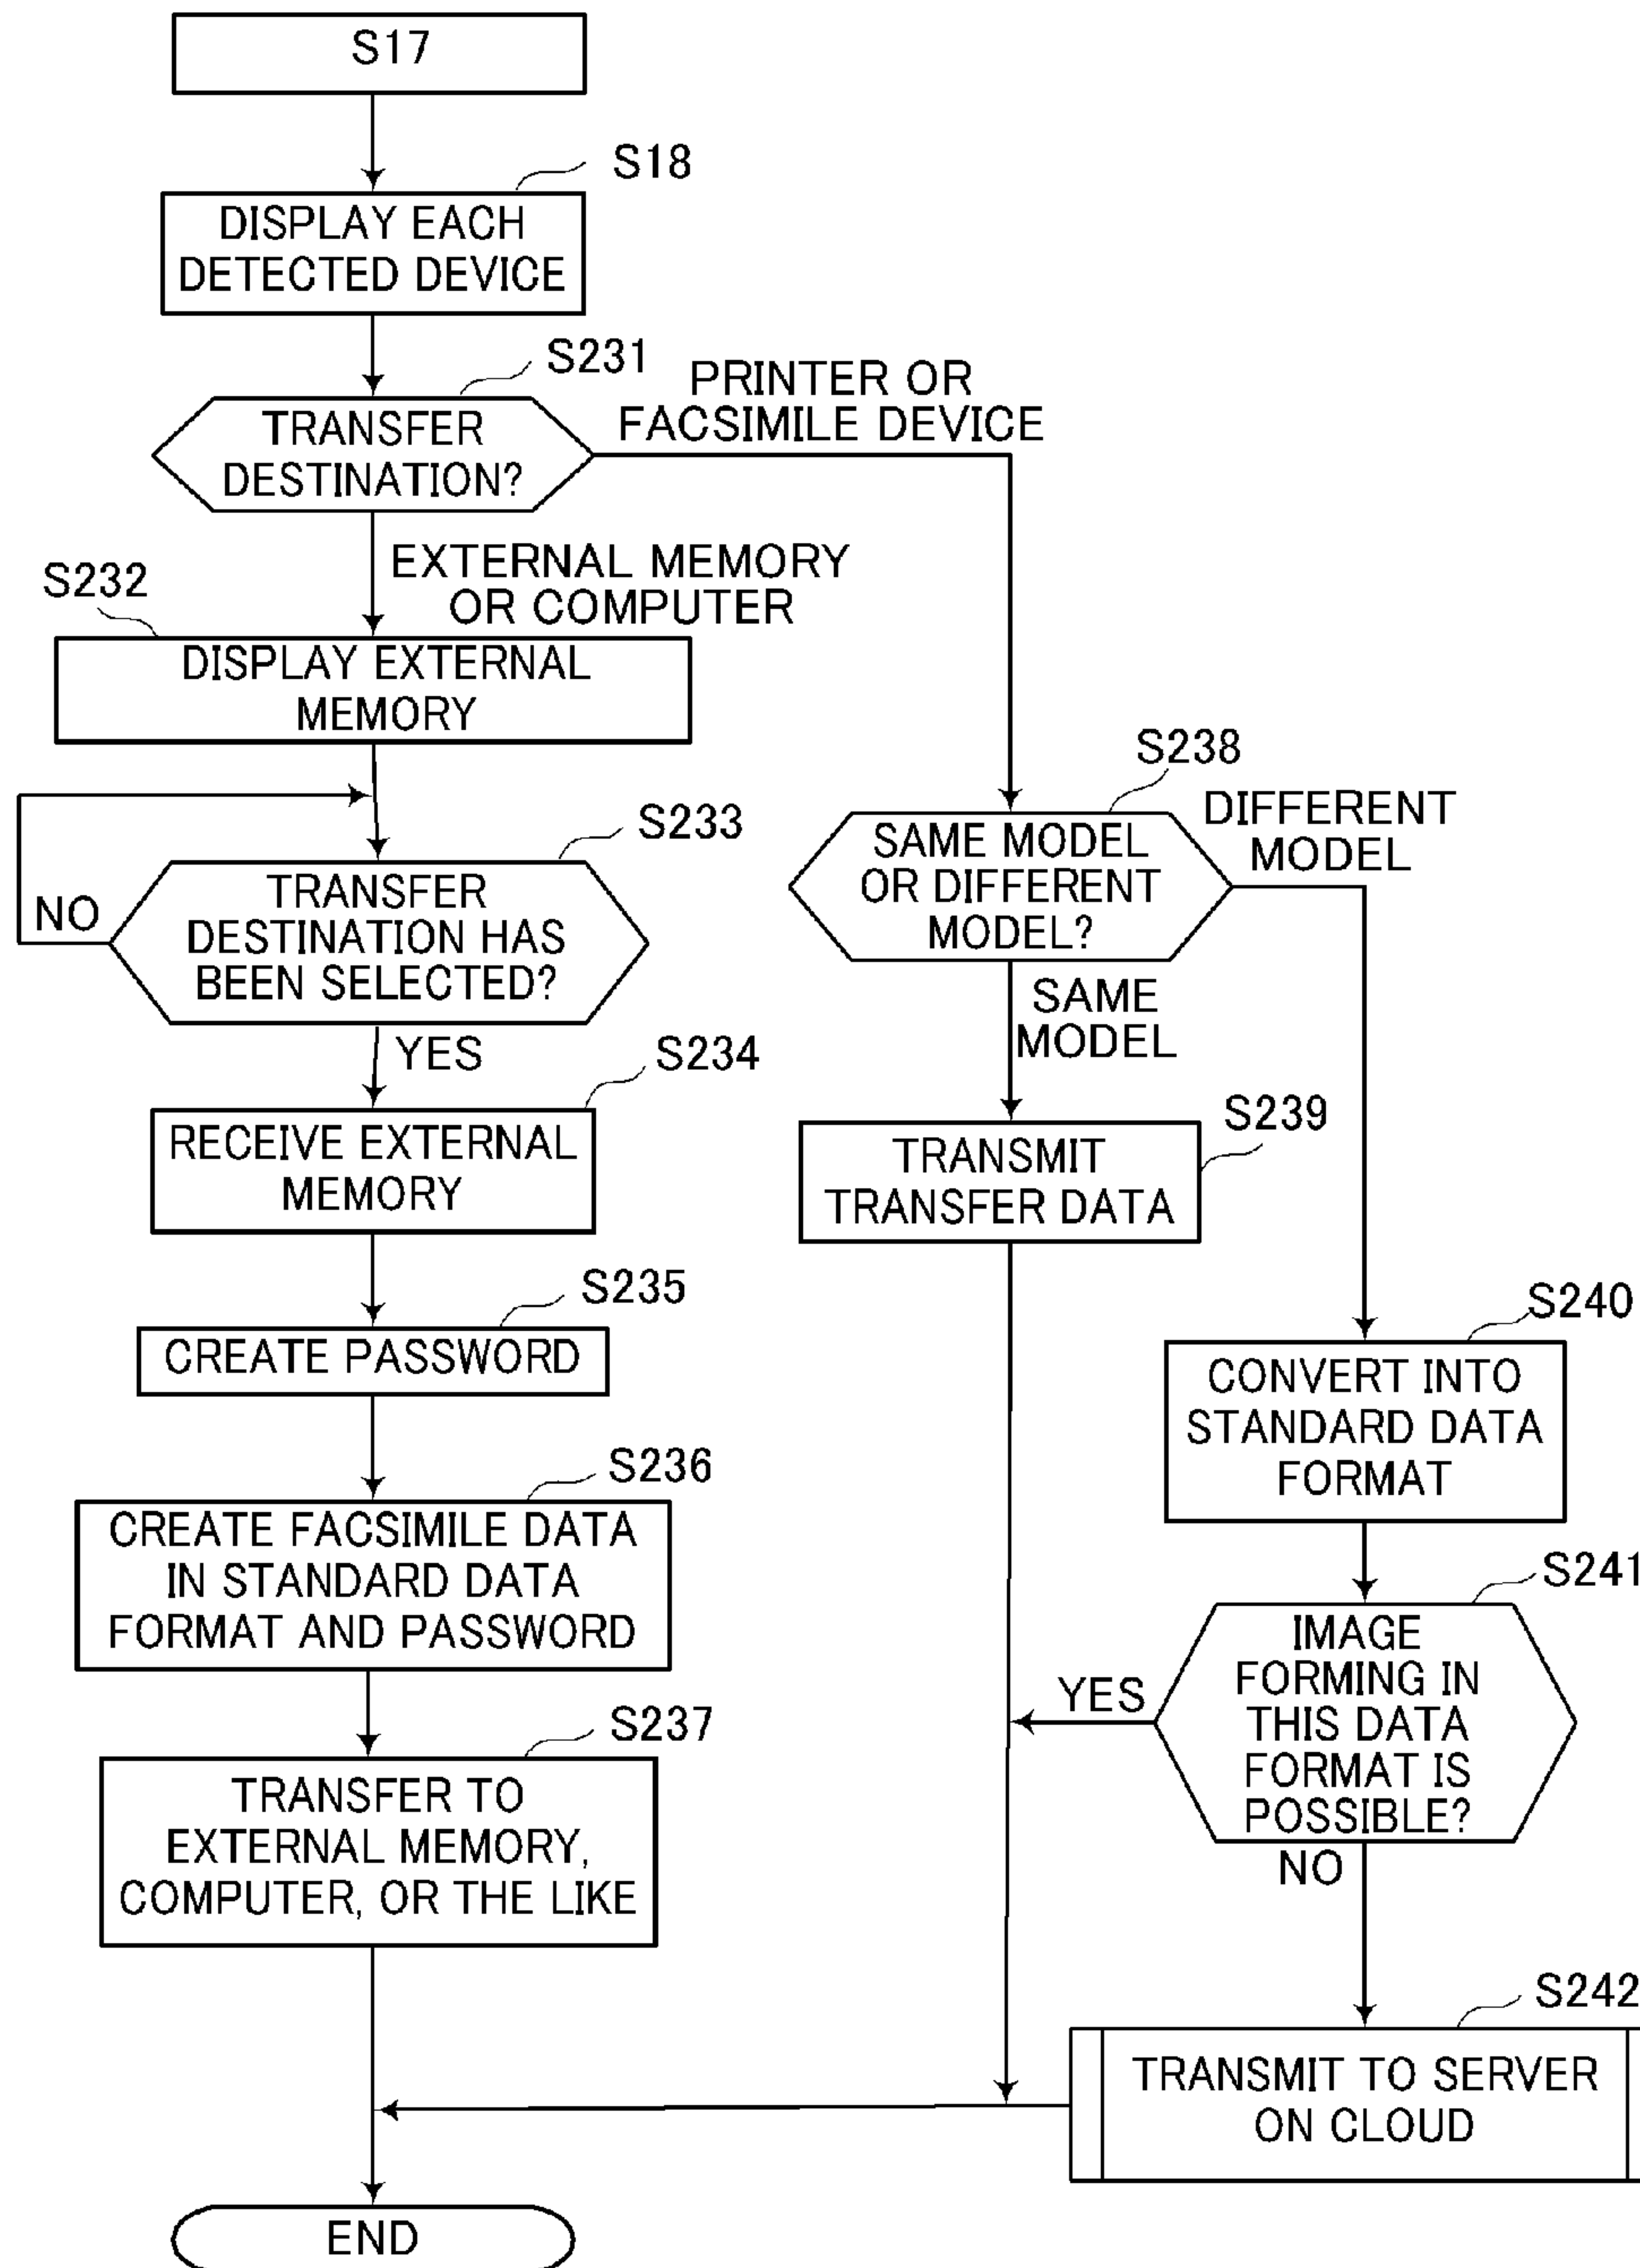 S17
S18
DISPLAY EACH
DETECTED DEVICE
S231
TRANSFER
DESTINATION?
PRINTER OR
FACSIMILE DEVICE
EXTERNAL MEMORY
OR COMPUTER
S232
DISPLAY EXTERNAL
MEMORY
S233
TRANSFER
DESTINATION HAS
BEEN SELECTED?
NO
YES
S234
RECEIVE EXTERNAL
MEMORY
S235
CREATE PASSWORD
S236
CREATE FACSIMILE DATA
IN STANDARD DATA
FORMAT AND PASSWORD
S237
TRANSFER TO
EXTERNAL MEMORY,
COMPUTER, OR THE LIKE
S238
SAME MODEL
OR DIFFERENT
MODEL?
DIFFERENT
MODEL
SAME
MODEL
S239
TRANSMIT
TRANSFER DATA
S240
CONVERT INTO
STANDARD DATA
FORMAT
S241
IMAGE
FORMING IN
THIS DATA
FORMAT IS
POSSIBLE?
YES
NO
S242
TRANSMIT TO SERVER
ON CLOUD
END